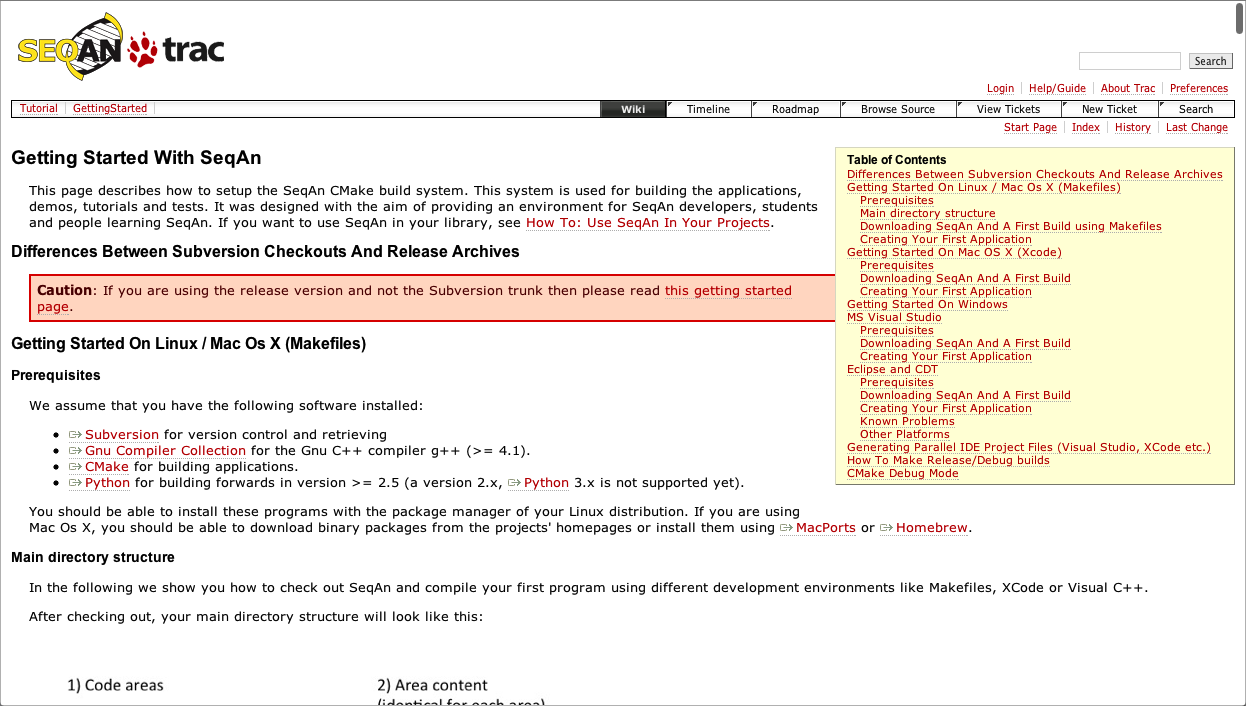 SEQAN trac
Search
Login Help/Guide About Trac Preferences
Tutorial GettingStarted
Wiki Timeline Roadmap Browse Source View Tickets New Ticket Search
Start Page Index History Last Change
Getting Started With SeqAn
This page describes how to setup the SeqAn CMake build system. This system is used for building the applications,
demos, tutorials and tests. It was designed with the aim of providing an environment for SeqAn developers, students
and people learning SeqAn. If you want to use SeqAn in your library, see How To: Use SeqAn In Your Projects.
Differences Between Subversion Checkouts And Release Archives
Caution: If you are using the release version and not the Subversion trunk then please read this getting started
page.
Getting Started On Linux / Mac Os X (Makefiles)
Prerequisites
We assume that you have the following software installed:
Subversion for version control and retrieving
Gnu Compiler Collection for the Gnu C++ compiler g++ (>= 4.1).
CMake for building applications.
Python for building forwards in version >= 2.5 (a version 2.x, Python 3.x is not supported yet).
You should be able to install these programs with the package manager of your Linux distribution. If you are using
Mac Os X, you should be able to download binary packages from the projects' homepages or install them using MacPorts or Homebrew.
Main directory structure
In the following we show you how to check out SeqAn and compile your first program using different development environments like Makefiles, XCode or Visual C++.
After checking out, your main directory structure will look like this:
1) Code areas
2) Area content
(identical for each area)
Table of Contents
Differences Between Subversion Checkouts And Release Archives
Getting Started On Linux / Mac Os X (Makefiles)
Prerequisites
Main directory structure
Downloading SeqAn And A First Build using Makefiles
Creating Your First Application
Getting Started On Mac OS X (Xcode)
Prerequisites
Downloading SeqAn And A First Build
Creating Your First Application
Getting Started On Windows
MS Visual Studio
Prerequisites
Downloading SeqAn And A First Build
Creating Your First Application
Eclipse and CDT
Prerequisites
Downloading SeqAn And A First Build
Creating Your First Application
Known Problems
Other Platforms
Generating Parallel IDE Project Files (Visual Studio, XCode etc.)
How To Make Release/Debug builds
CMake Debug Mode